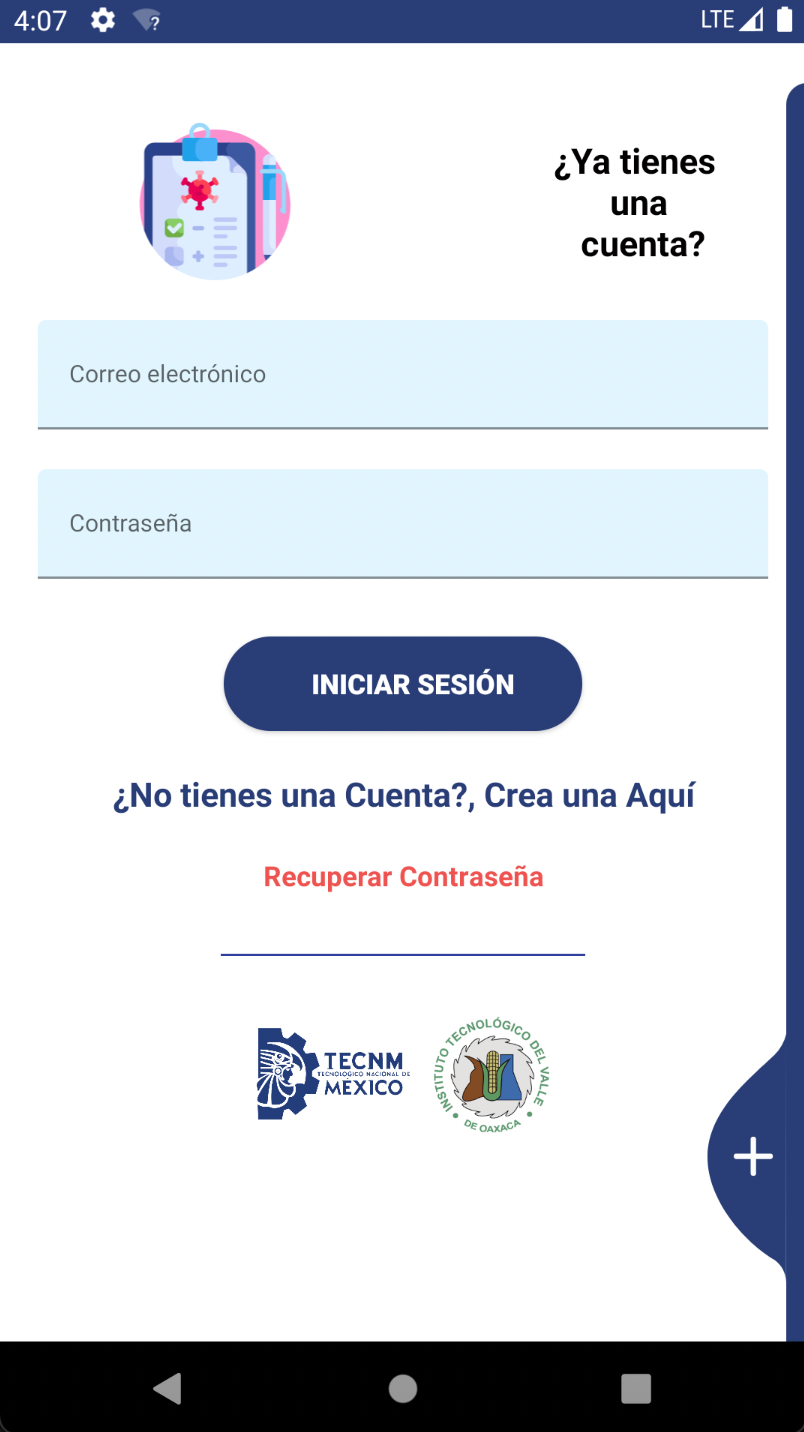 4:07
?
LTE
¿Ya tienes
una
cuenta?
Correo electrónico
Contraseña
INICIAR SESIÓN
¿No tienes una Cuenta?, Crea una Aquí
Recuperar Contraseña
TECNM
TECNOLÓGICO NACIONAL DE
MÉXICO
INSTITUTO TECNOLÓGICO DEL VALLE
DE OAXACA